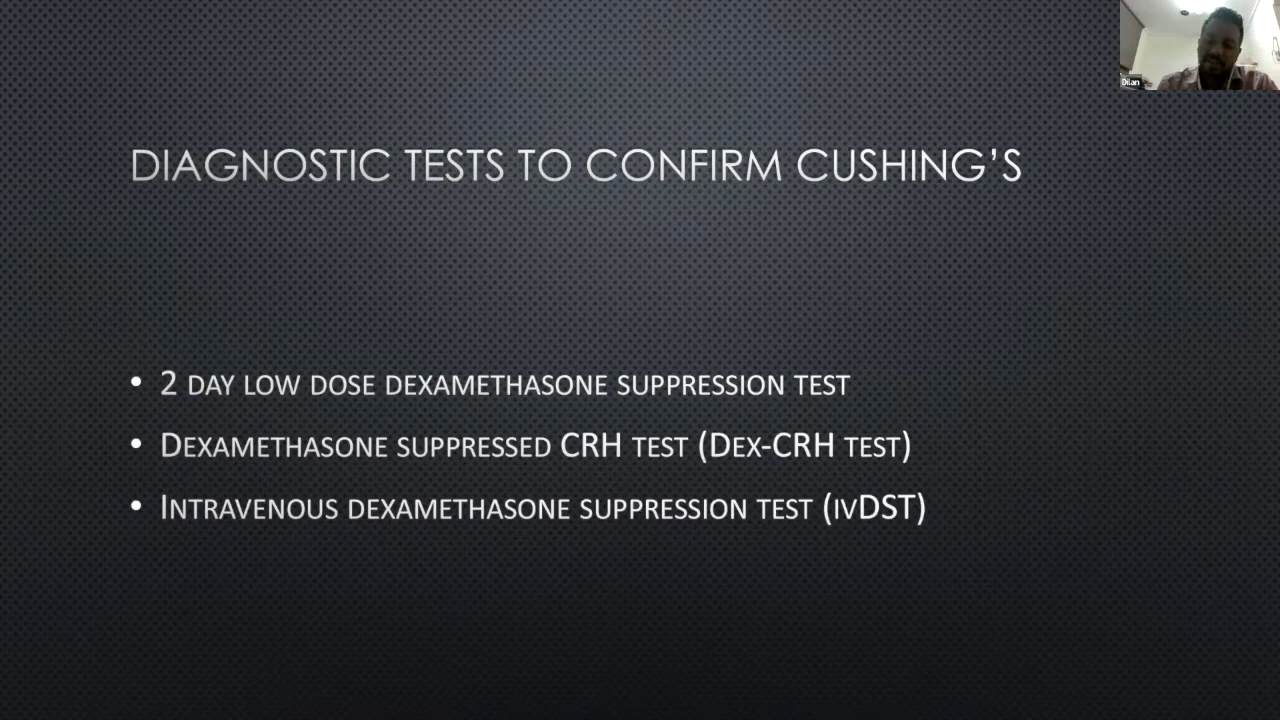 Dilan
DIAGNOSTIC TESTS TO CONFIRM CUSHING’S
• 2 DAY LOW DOSE DEXAMETHASONE SUPPRESSION TEST
• DEXAMETHASONE SUPPRESSED CRH TEST (DEX-CRH TEST)
• INTRAVENOUS DEXAMETHASONE SUPPRESSION TEST (IVDST)